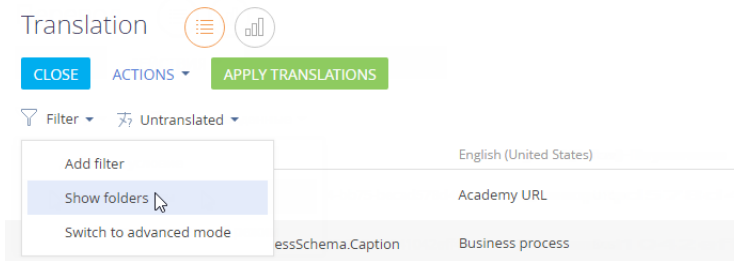 Translation
CLOSE ACTIONS APPLY TRANSLATIONS
Filter Untranslated
Add filter
English (United States)
Show folders
Academy URL
Switch to advanced mode
essSchema.Caption Business process